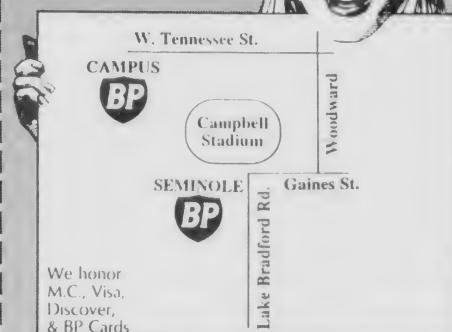 W. Tennessee St.
CAMPUS
BP
Woodward
Campbell
Stadium
SEMINOLE
BP
Gaines St.
Lake Bradford Rd.
We honor
M.C., Visa,
Discover,
& BP Cards